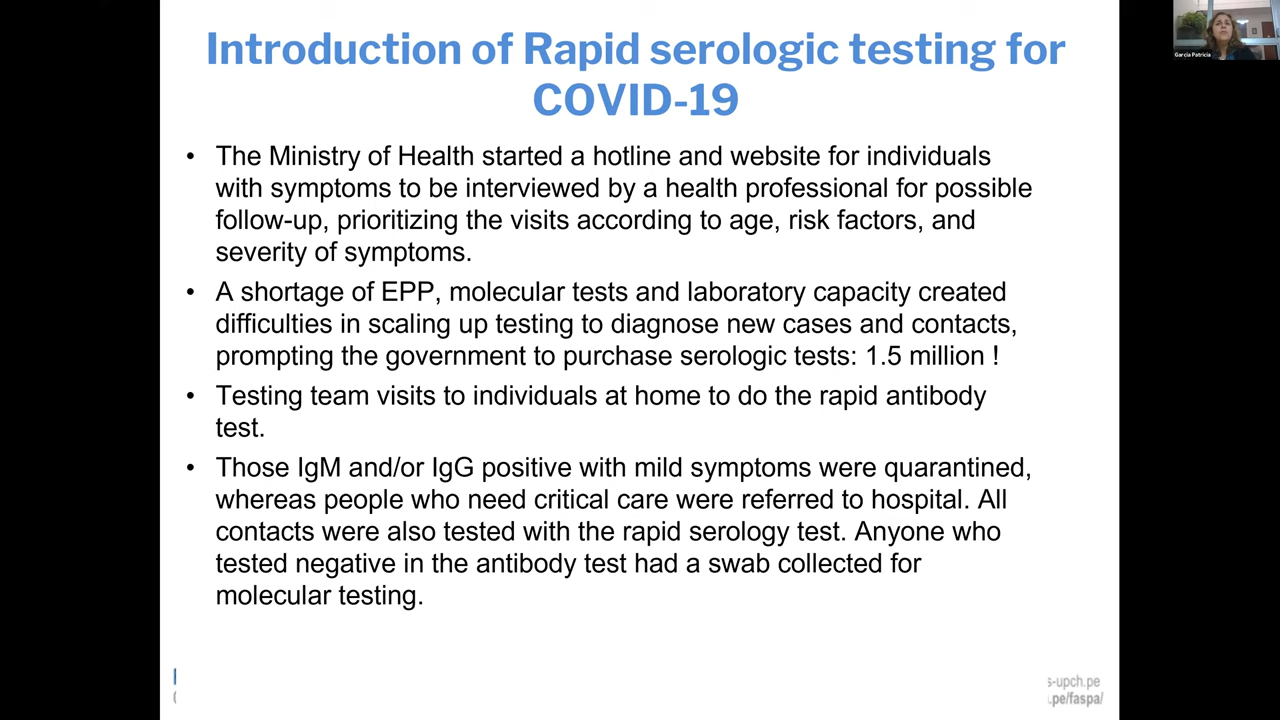 Introduction of Rapid serologic testing for
COVID-19
• The Ministry of Health started a hotline and website for individuals
with symptoms to be interviewed by a health professional for possible
follow-up, prioritizing the visits according to age, risk factors, and
severity of symptoms.
• A shortage of EPP, molecular tests and laboratory capacity created
difficulties in scaling up testing to diagnose new cases and contacts,
prompting the government to purchase serologic tests: 1.5 million !
• Testing team visits to individuals at home to do the rapid antibody
test.
• Those IgM and/or IgG positive with mild symptoms were quarantined,
whereas people who need critical care were referred to hospital. All
contacts were also tested with the rapid serology test. Anyone who
tested negative in the antibody test had a swab collected for
molecular testing.
s-upch.pe
.pe/faspa/
Garcia Patricia